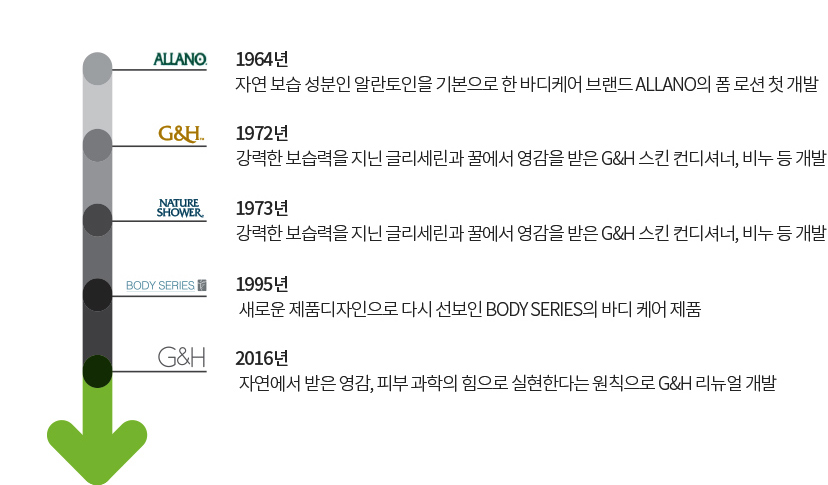 ALLANO
1964년
자연 보습 성분인 알란토인을 기본으로 한 바디케어 브랜드 ALLANO의 폼 로션 첫 개발
G&H
1972년
강력한 보습력을 지닌 글리세린과 꿀에서 영감을 받은 G&H 스킨 컨디셔너, 비누 등 개발
NATURE
SHOWER
1973년
강력한 보습력을 지닌 글리세린과 꿀에서 영감을 받은 G&H 스킨 컨디셔너, 비누 등 개발
BODY SERIES
1995년
새로운 제품디자인으로 다시 선보인 BODY SERIES의 바디 케어 제품
G&H
2016년
자연에서 받은 영감, 피부 과학의 힘으로 실현한다는 원칙으로 G&H 리뉴얼 개발